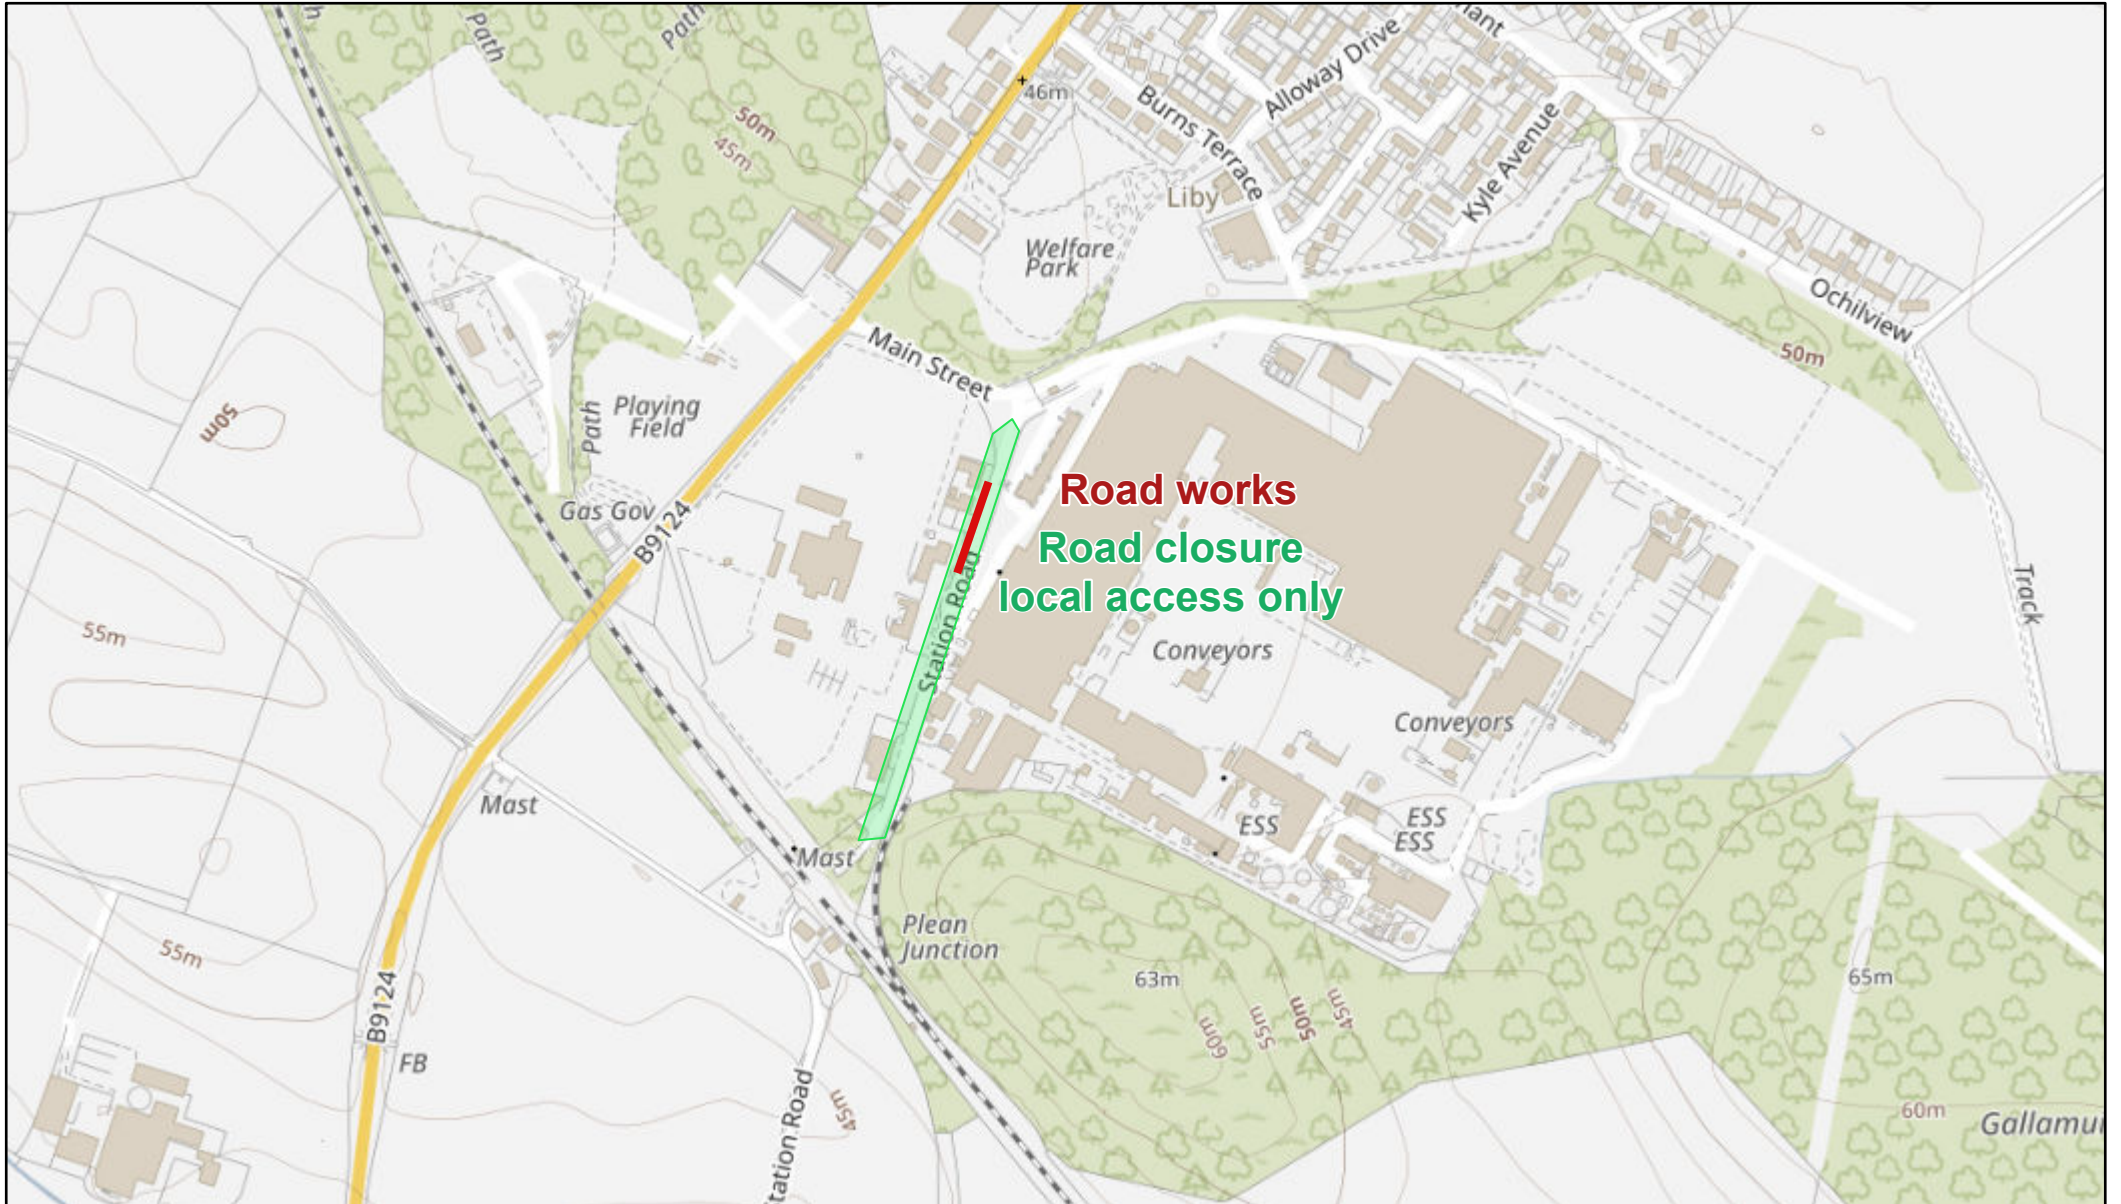 Path
Path
nant
Alloway Drive
46m
Burns Terrace
50m
45m
Kyle Avenue
Liby
Welfare
Park
Ochilview
50m
Main Street
Path
Playing
Field
50m
Road works
Gas Gov
B9124
Road closure
local access only
Station Road
Track
55m
Conveyors
Conveyors
Mast
ESS
ESS
ESS
Mast
Plean
Junction
55m
63m
65m
B9124
60m
55m
50m
45m
FB
Station Road
45m
60m
Gallamu